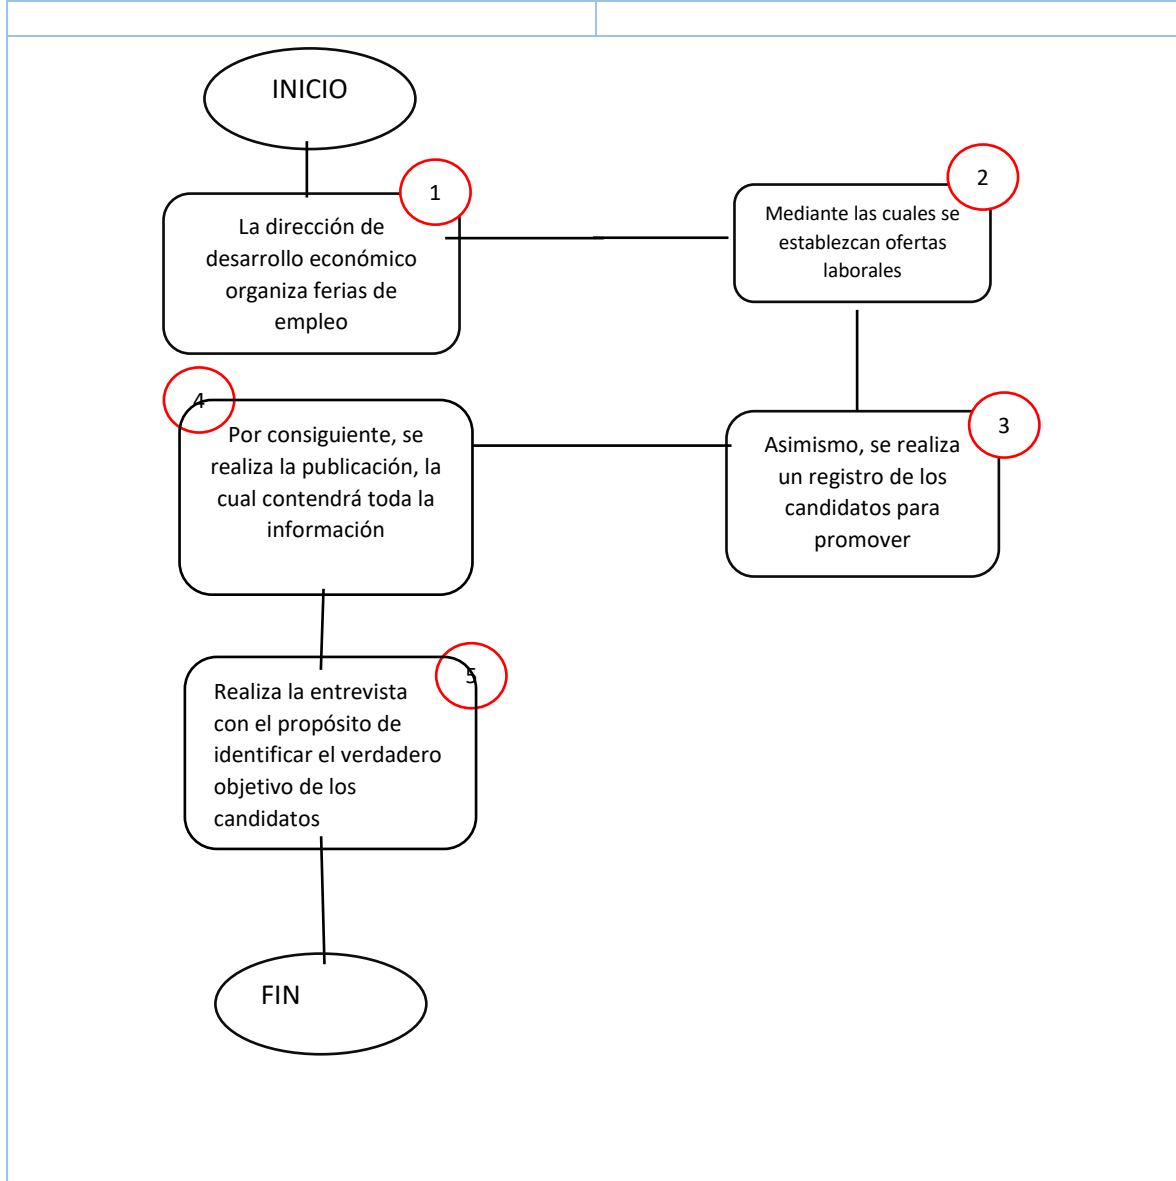 INICIO
1
La dirección de
desarrollo económico
organiza ferias de
empleo
2
Mediante las cuales se
establezcan ofertas
laborales
3
Asimismo, se realiza
un registro de los
candidatos para
promover
4
Por consiguiente, se
realiza la publicación, la
cual contendrá toda la
información
5
Realiza la entrevista
con el propósito de
identificar el verdadero
objetivo de los
candidatos
FIN